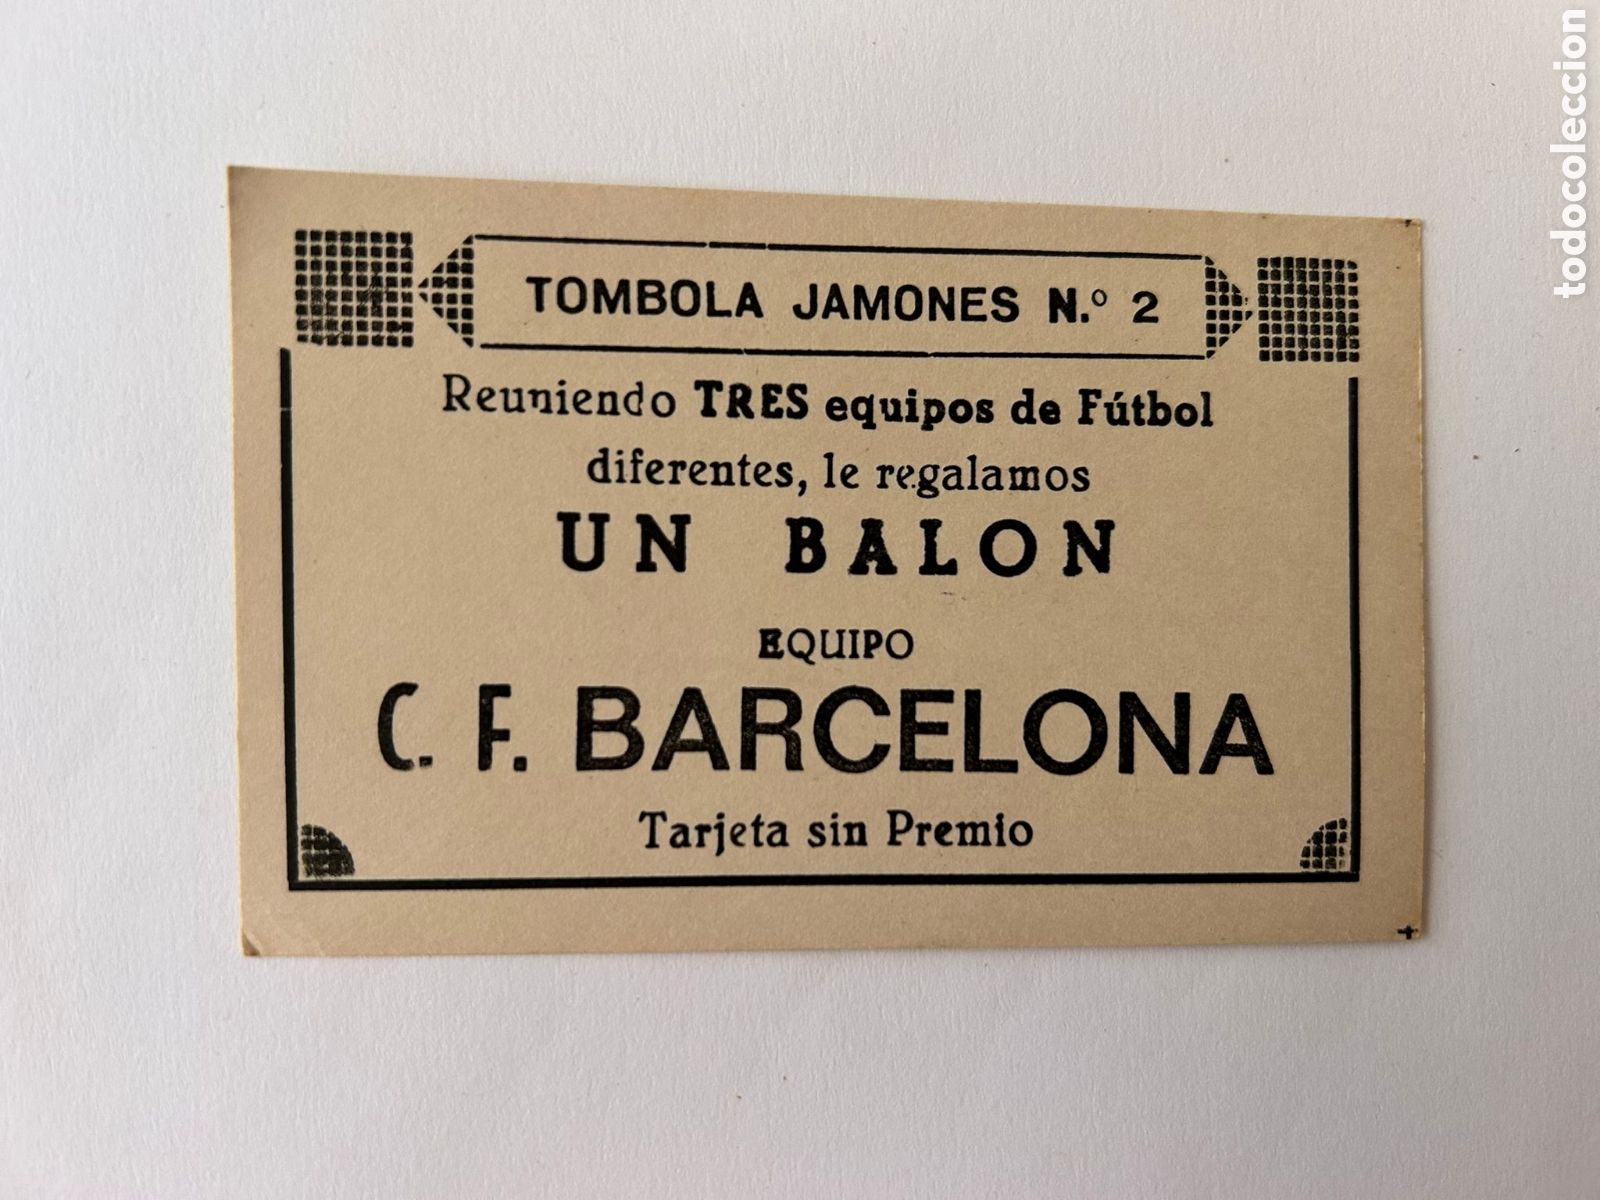 TOMBOLA JAMONES N.º 2
Reuniendo TRES equipos de Fútbol
diferentes, le regalamos
UN BALON
EQUIPO
C. F. BARCELONA
Tarjeta sin Premio
todocoleccion